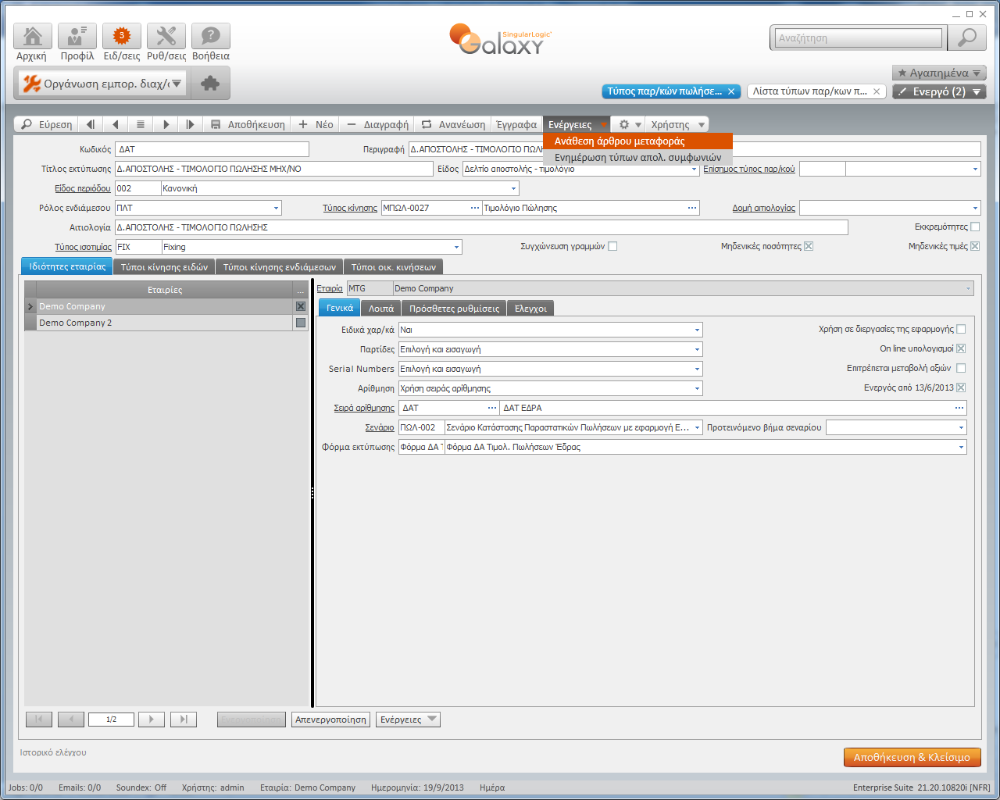 SingularLogic
Galaxy
Αναζήτηση
Αρχική Προφίλ Ειδ/σεις Ρυθ/σεις Βοήθεια
3
Αγαπημένα
Οργάνωση εμπορ. διαχ/
Τύπος παρ/κών πωλήσε... Λίστα τύπων παρ/κων π... Ενεργό (2)
Εύρεση Αποθήκευση Νέο Διαγραφή Ανανέωση Έγγραφα Ενέργειες Χρήστης
Ανάθεση άρθρου μεταφοράς
Ενημέρωση τύπων απολ. συμφωνιών
Κωδικός ΔΑΤ Περιγραφή Δ.ΑΠΟΣΤΟΛΗΣ - ΤΙΜΟΛΟΓΙΟ ΠΩΛΗ
Τίτλος εκτύπωσης Δ.ΑΠΟΣΤΟΛΗΣ - ΤΙΜΟΛΟΓΙΟ ΠΩΛΗΣΗΣ ΜΗΧ/ΝΟ Είδος Δελτίο αποστολής - τιμολόγιο Επίσημος τύπος παρ/κού
Είδος περιόδου 002 Κανονική
Ρόλος ενδιάμεσου ΠΛΤ Τύπος κίνησης ΜΠΩΛ-0027 ... Τιμολόγιο Πώλησης ... Δομή αιτιολογίας
Αιτιολογία Δ.ΑΠΟΣΤΟΛΗΣ - ΤΙΜΟΛΟΓΙΟ ΠΩΛΗΣΗΣ Εκκρεμότητες
Τύπος ισοτιμίας FIX Fixing Συγχώνευση γραμμών Μηδενικές ποσότητες Μηδενικές τιμές
Ιδιότητες εταιρίας Τύποι κίνησης ειδών Τύποι κίνησης ενδιάμεσων Τύποι οικ. κινήσεων
Εταιρίες ...
Demo Company
Demo Company 2
Εταιρία MTG Demo Company
Γενικά Λοιπά Πρόσθετες ρυθμίσεις Έλεγχοι
Ειδικά χαρ/κά Ναι Χρήση σε διεργασίες της εφαρμογής
Παρτίδες Επιλογή και εισαγωγή On line υπολογισμοί
Serial Numbers Επιλογή και εισαγωγή Επιτρέπεται μεταβολή αξιών
Αρίθμηση Χρήση σειράς αρίθμησης Ενεργός από 13/6/2013
Σειρά αρίθμησης ΔΑΤ ... ΔΑΤ ΕΔΡΑ ...
Σενάριο ΠΩΛ-002 Σενάριο Κατάστασης Παραστατικών Πωλήσεων με εφαρμογή Ε... Προτεινόμενο βήμα σεναρίου
Φόρμα εκτύπωσης Φόρμα ΔΑ Τ Φόρμα ΔΑ Τιμολ. Πωλήσεων Έδρας
1/2 Ενεργοποίηση Απενεργοποίηση Ενέργειες
Ιστορικό ελέγχου
Αποθήκευση & Κλείσιμο
Jobs: 0/0 Emails: 0/0 Soundex: Off Χρήστης: admin Εταιρία: Demo Company Ημερομηνία: 19/9/2013 Ημέρα Enterprise Suite 21.20.10820i [NFR]